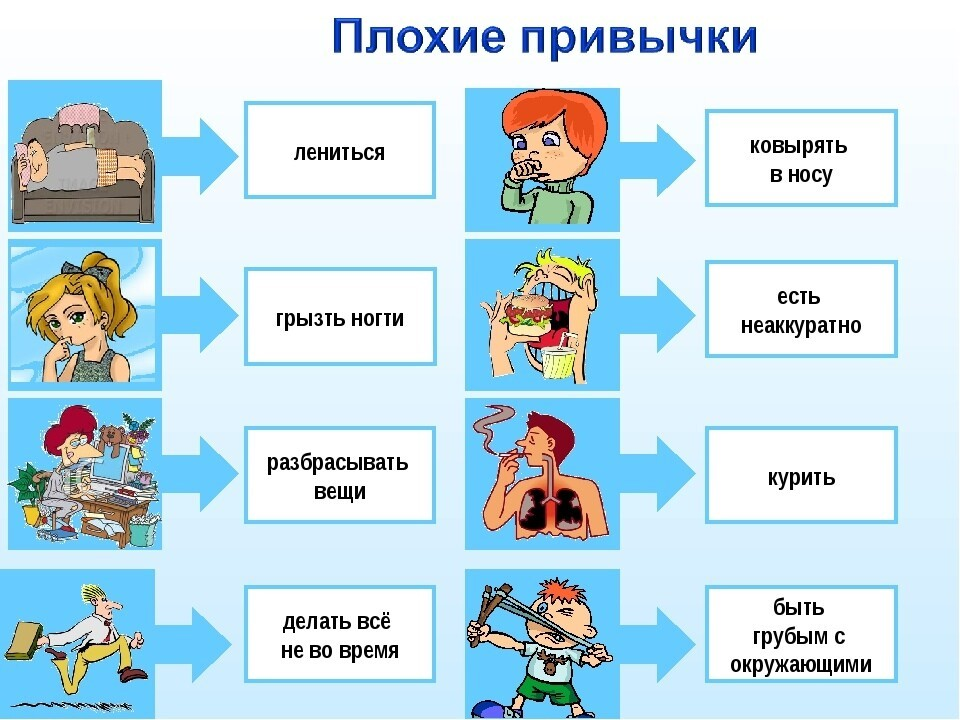 Плохие привычки
лениться
ковырять
в носу
грызть ногти
есть
неаккуратно
разбрасывать
вещи
курить
делать всё
не во время
быть
грубым с
окружающими